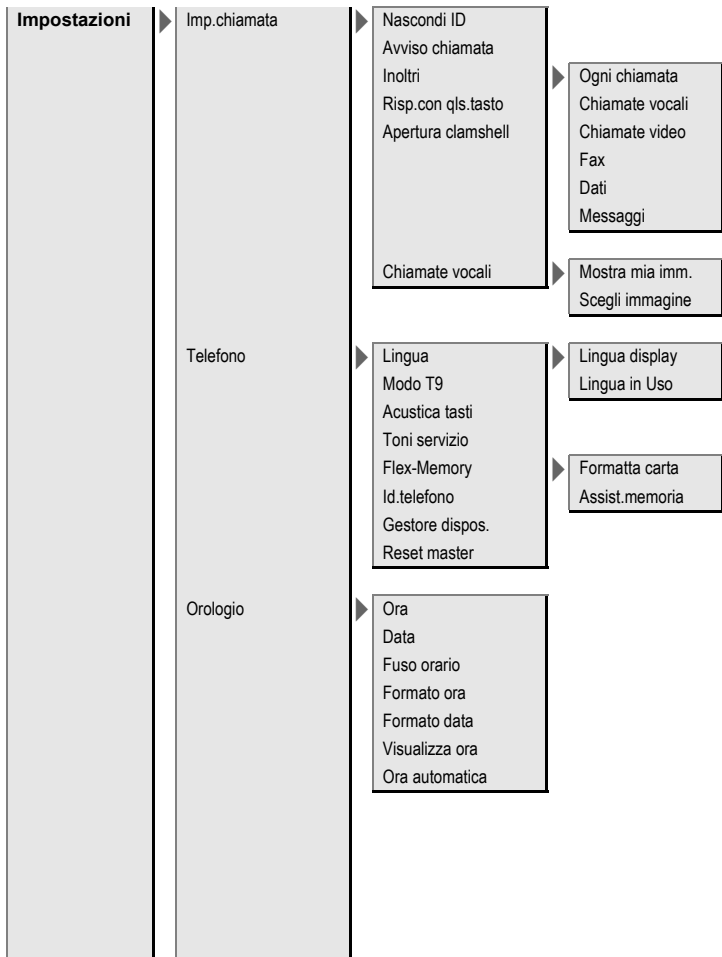 Impostazioni
Imp.chiamata
Nascondi ID
Avviso chiamata
Inoltri
Ogni chiamata
Risp.con qls.tasto
Chiamate vocali
Apertura clamshell
Chiamate video
Fax
Dati
Messaggi
Chiamate vocali
Mostra mia imm.
Scegli immagine
Telefono
Lingua
Lingua display
Modo T9
Lingua in Uso
Acustica tasti
Toni servizio
Flex-Memory
Formatta carta
Id.telefono
Assist.memoria
Gestore dispos.
Reset master
Orologio
Ora
Data
Fuso orario
Formato ora
Formato data
Visualizza ora
Ora automatica